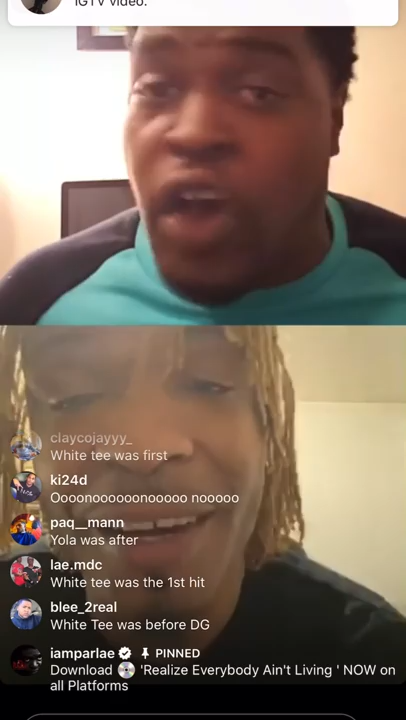 IGTV video.
claycojayyy_
White tee was first
ki24d
Oooonoooooonooooo nooooo
paq__mann
Yola was after
lae.mdc
White tee was the 1st hit
blee_2real
White Tee was before DG
iamparlae PINNED
Download 💿 'Realize Everybody Ain't Living ' NOW on
all Platforms